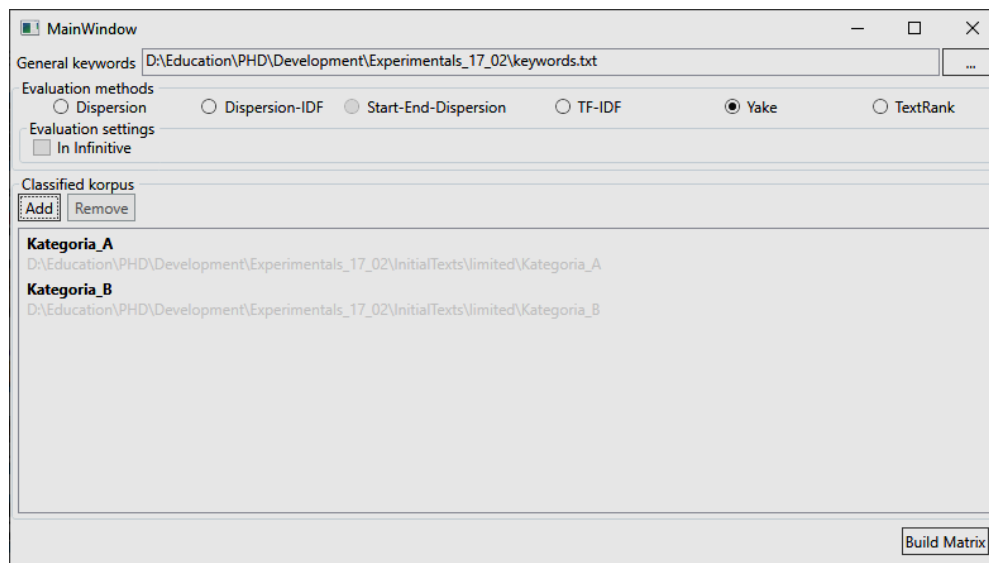 MainWindow
General keywords D:\Education\PHD\Development\Experimentals_17_02\keywords.txt ...
Evaluation methods
Dispersion Dispersion-IDF Start-End-Dispersion TF-IDF Yake TextRank
Evaluation settings
In Infinitive
Classified korpus
Add Remove
Kategoria_A
D:\Education\PHD\Development\Experimentals_17_02\InitialTexts\limited\Kategoria_A
Kategoria_B
D:\Education\PHD\Development\Experimentals_17_02\InitialTexts\limited\Kategoria_B
Build Matrix